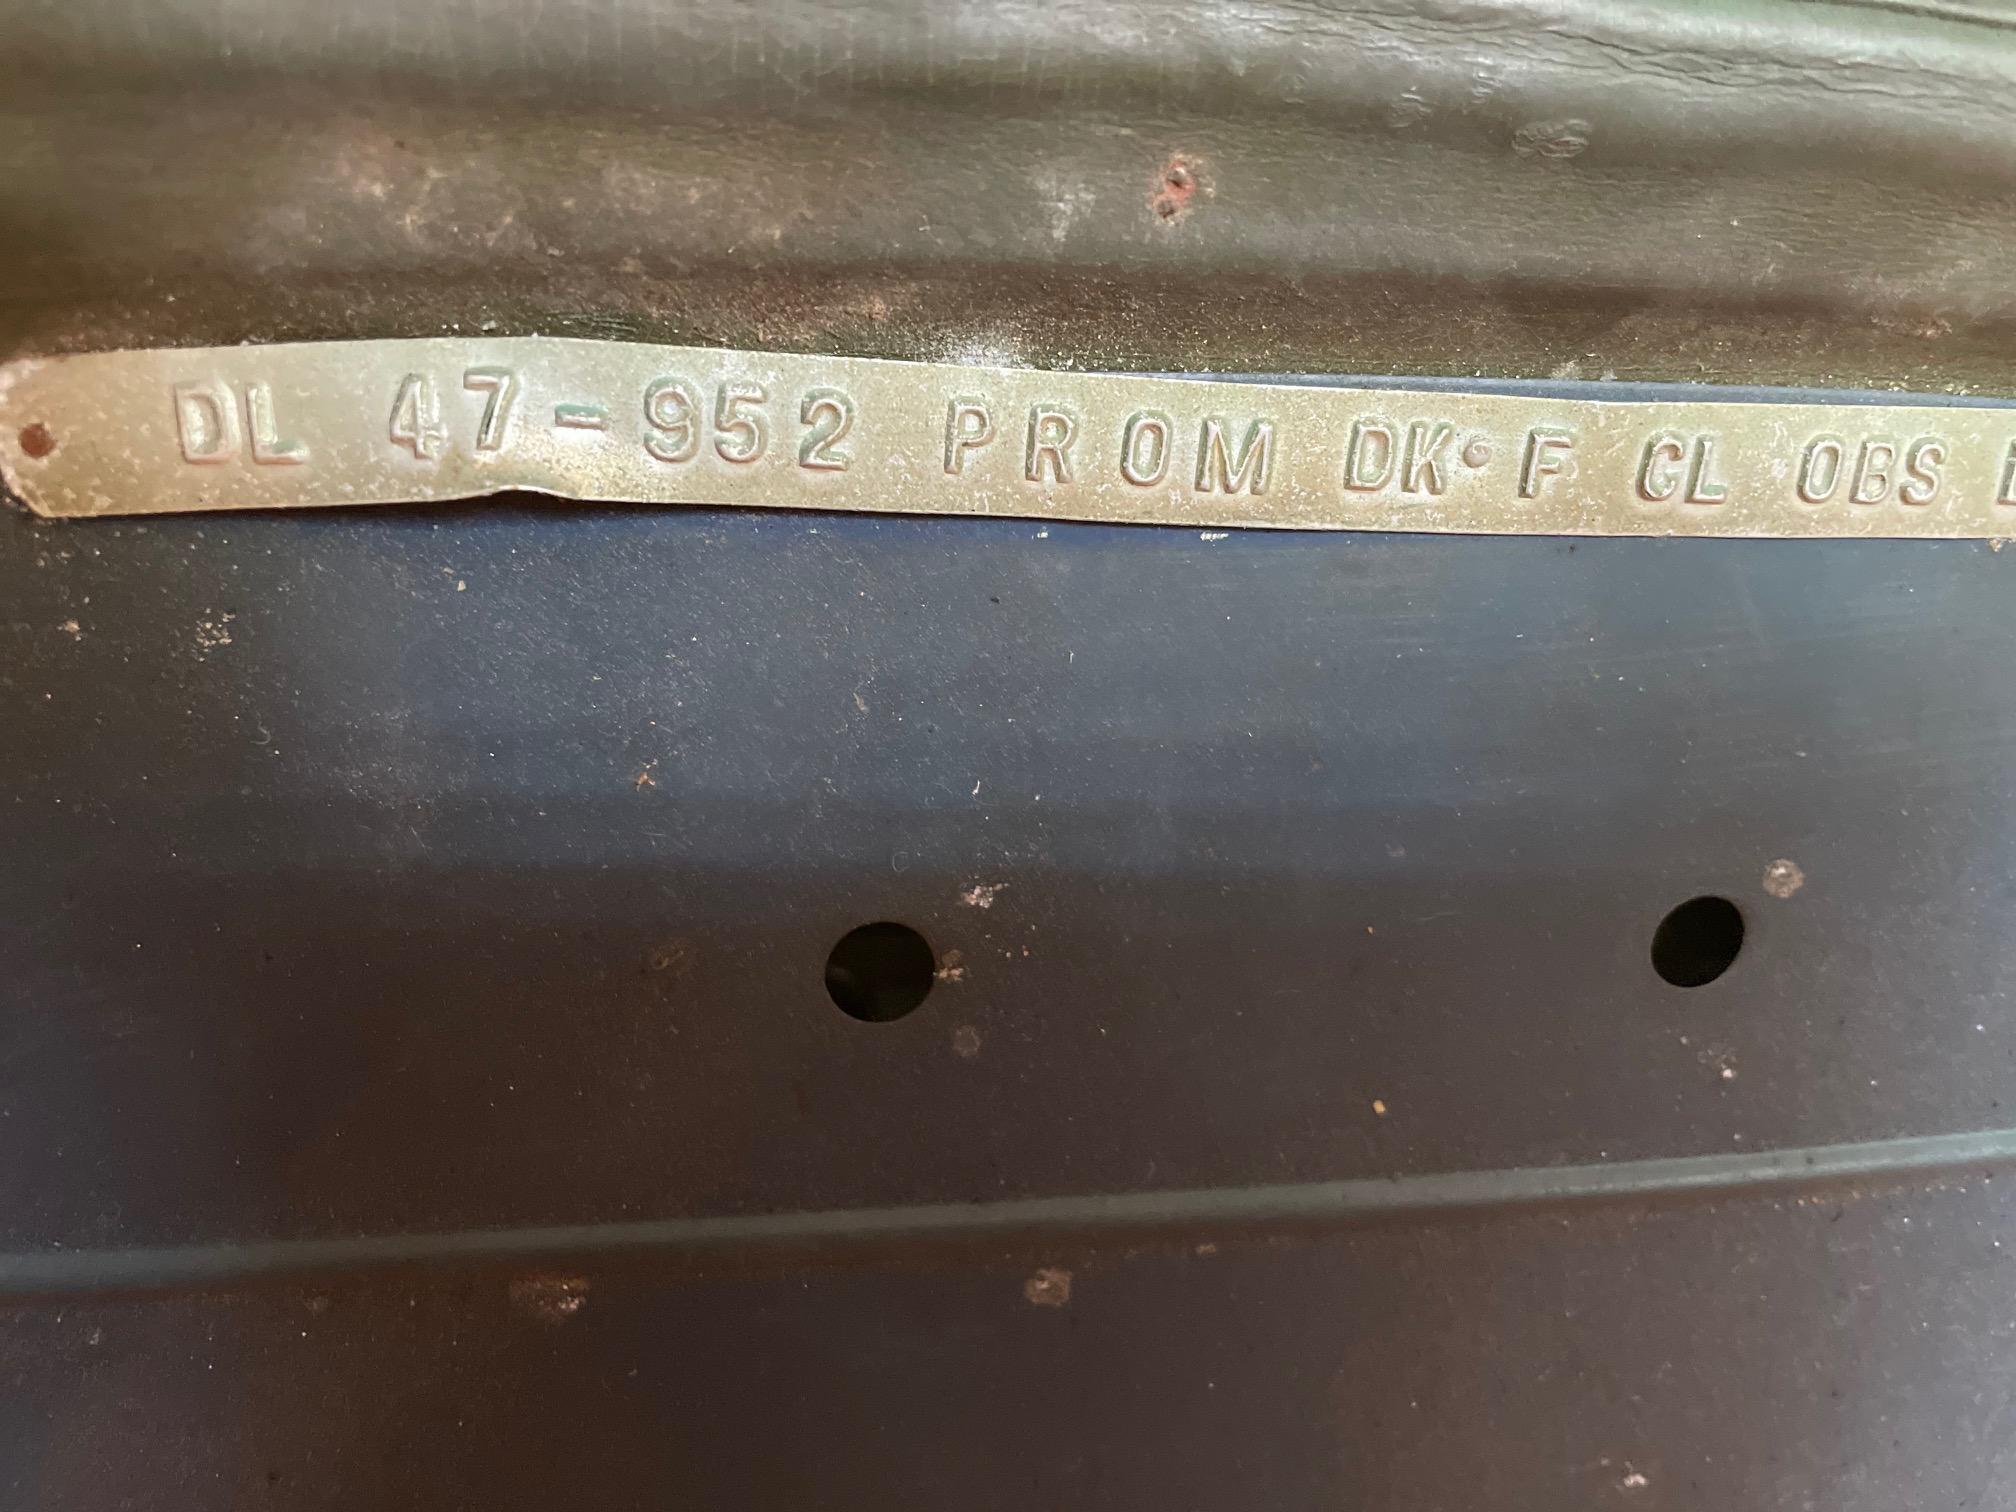 DL 47-952 PROM DK·F CL OBS